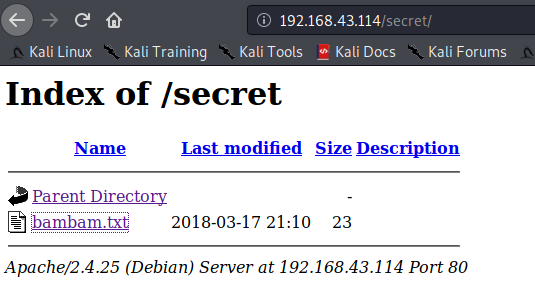 192.168.43.114/secret/
Kali Linux Kali Training Kali Tools Kali Docs Kali Forums
Index of /secret
Name Last modified Size Description
Parent Directory -
bambam.txt 2018-03-17 21:10 23
Apache/2.4.25 (Debian) Server at 192.168.43.114 Port 80